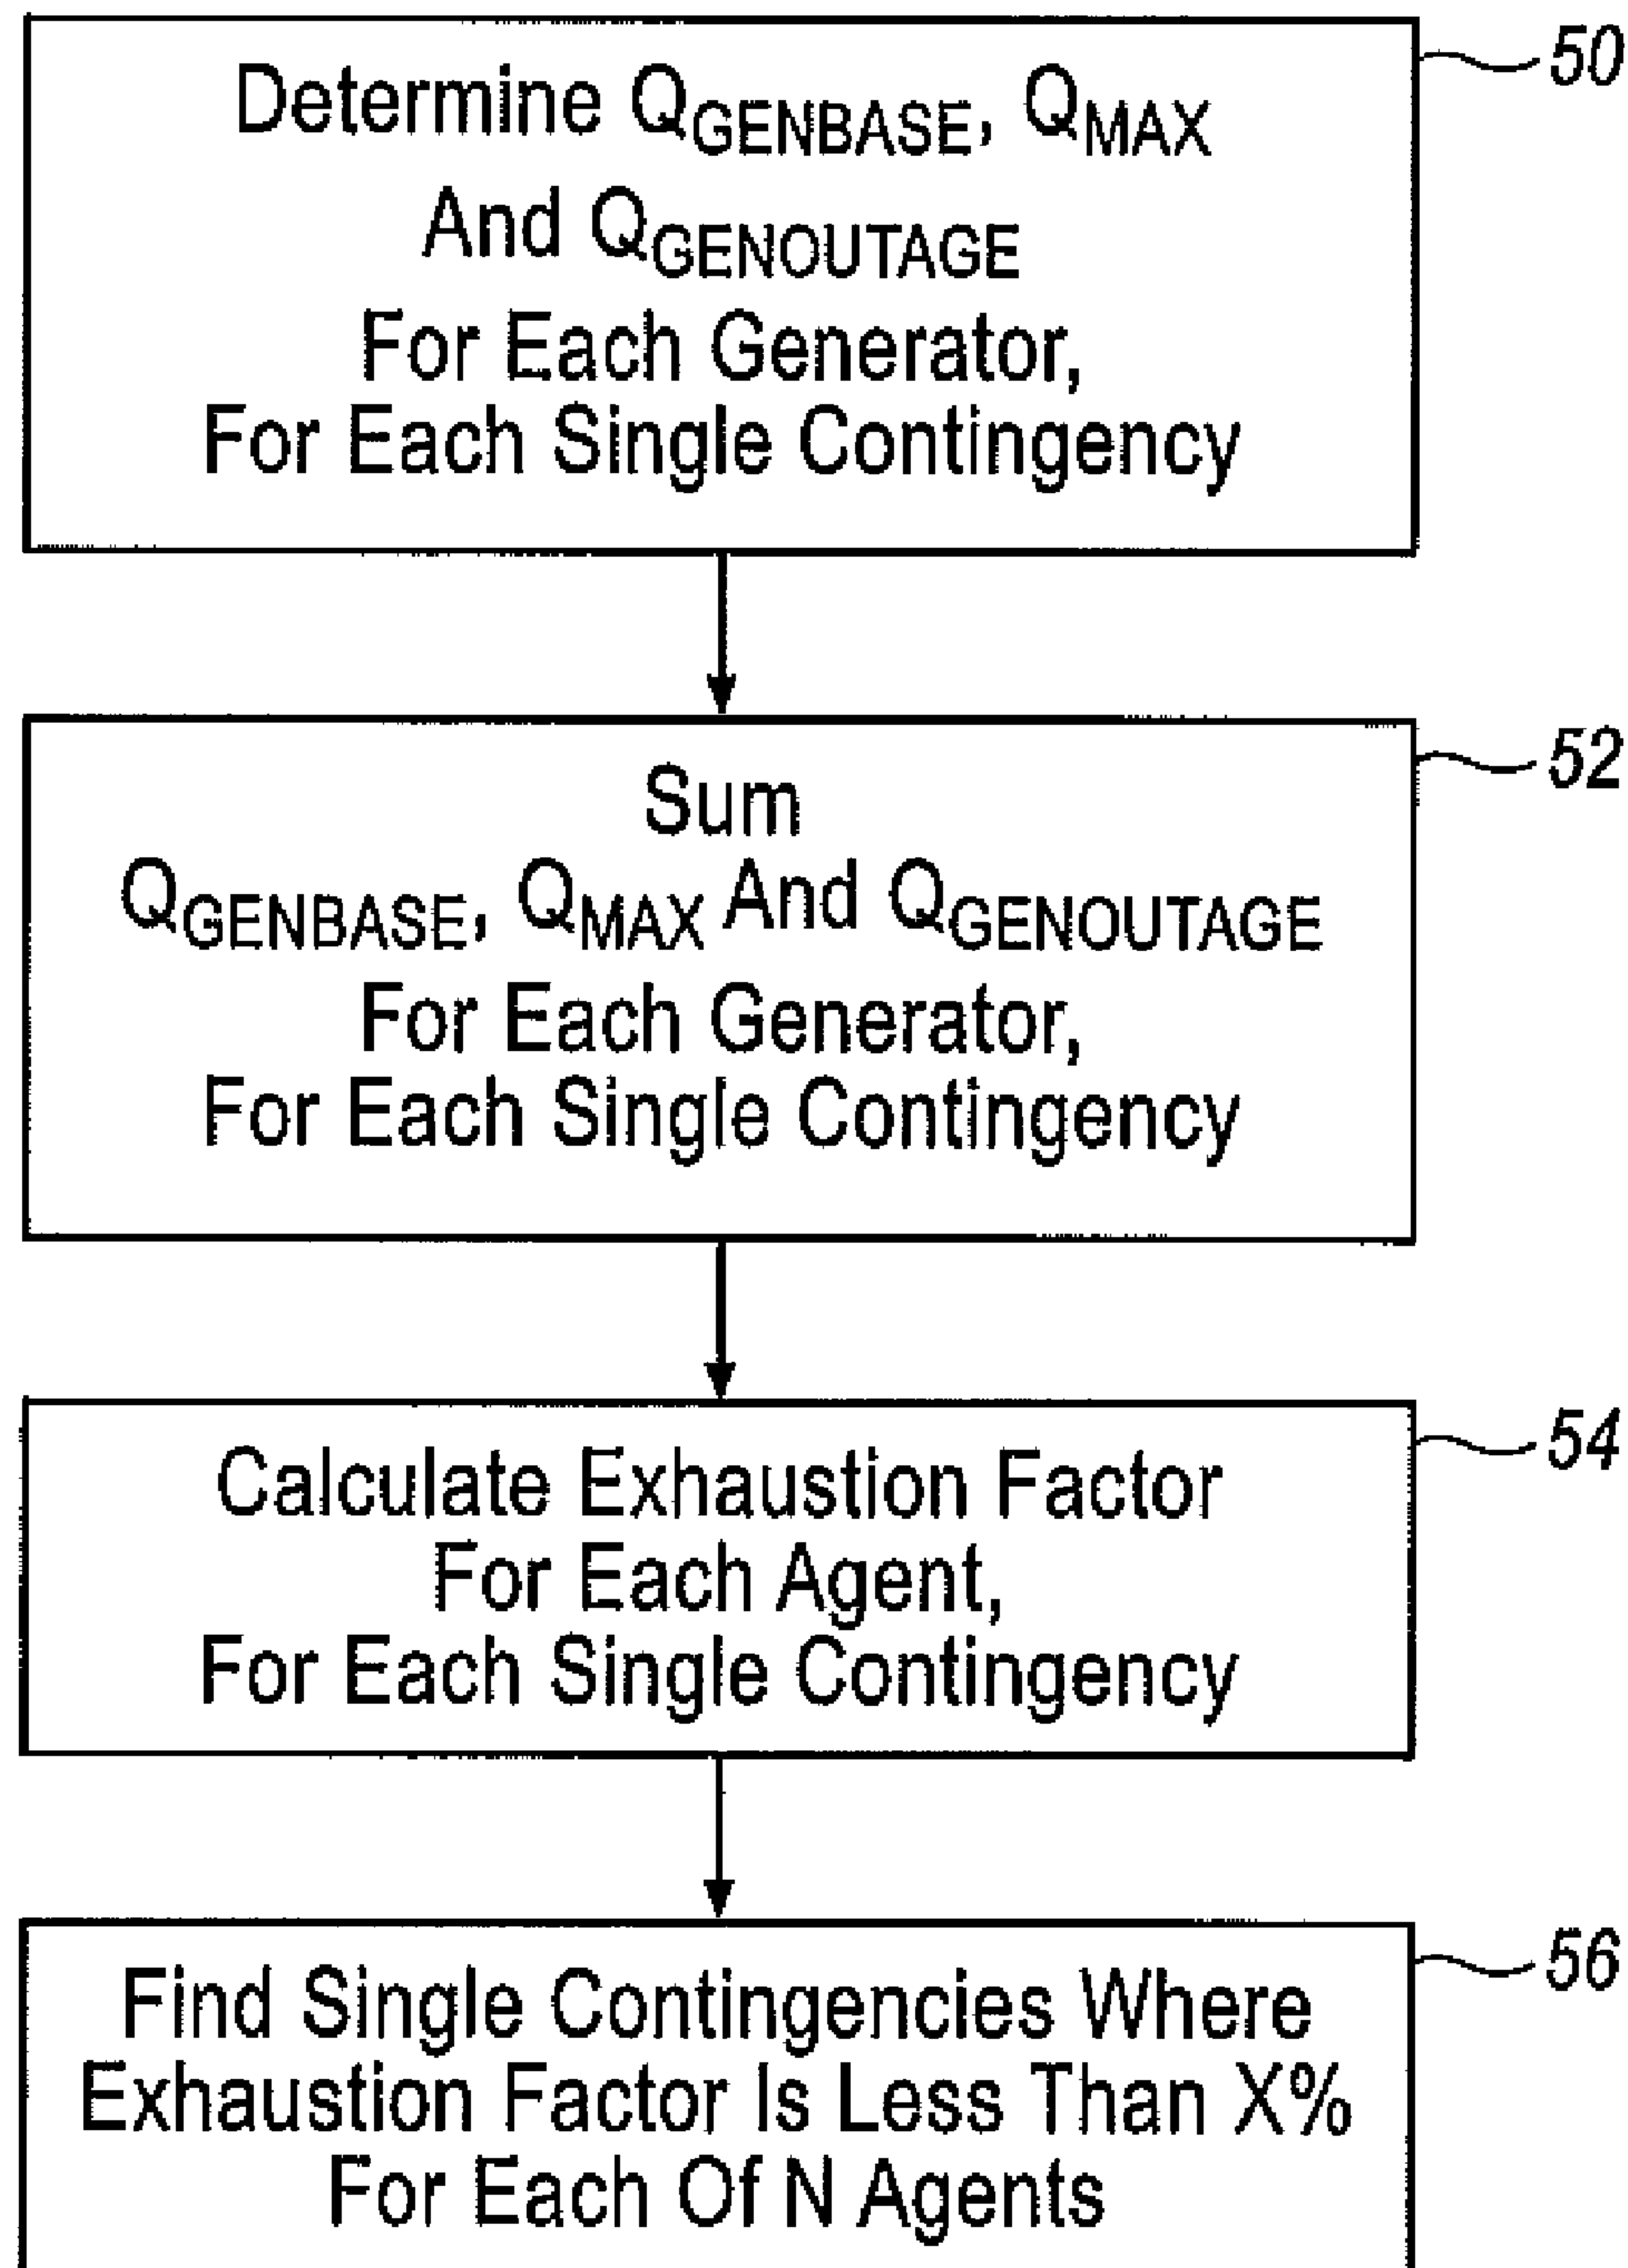 Determine QGENBASE, QMAX
And QGENOUTAGE
For Each Generator,
For Each Single Contingency
50
Sum
QGENBASE, QMAX And QGENOUTAGE
For Each Generator,
For Each Single Contingency
52
Calculate Exhaustion Factor
For Each Agent,
For Each Single Contingency
54
Find Single Contingencies Where
Exhaustion Factor Is Less Than X%
For Each Of N Agents
56